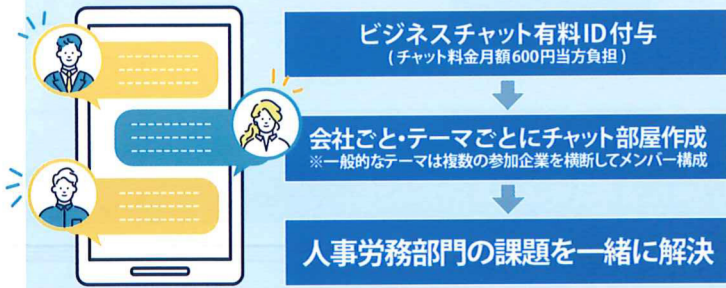 ビジネスチャット有料ID付与
(チャット料金月額600円当方負担)
会社ごと・テーマごとにチャット部屋作成
※一般的なテーマは複数の参加企業を横断してメンバー構成
人事労務部門の課題を一緒に解決